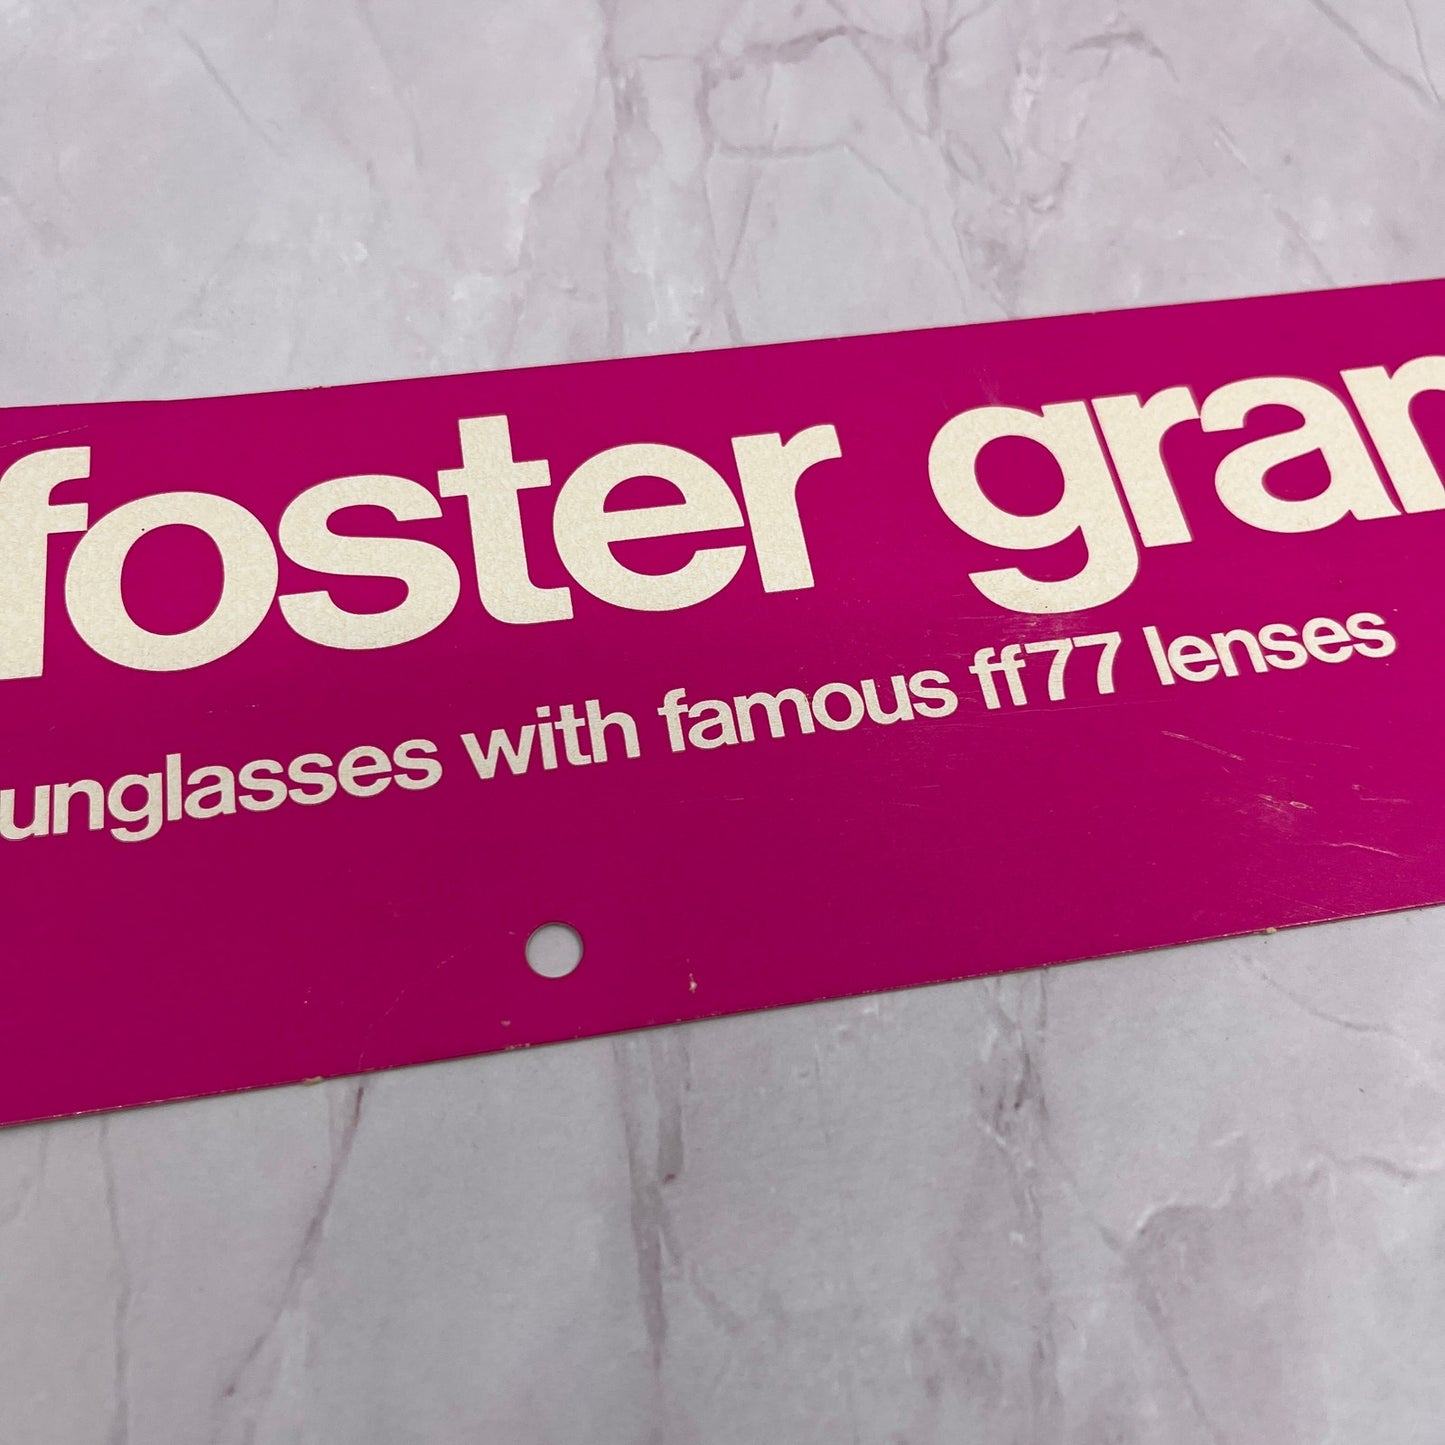 foster gran
unglasses with famous ff77 lenses